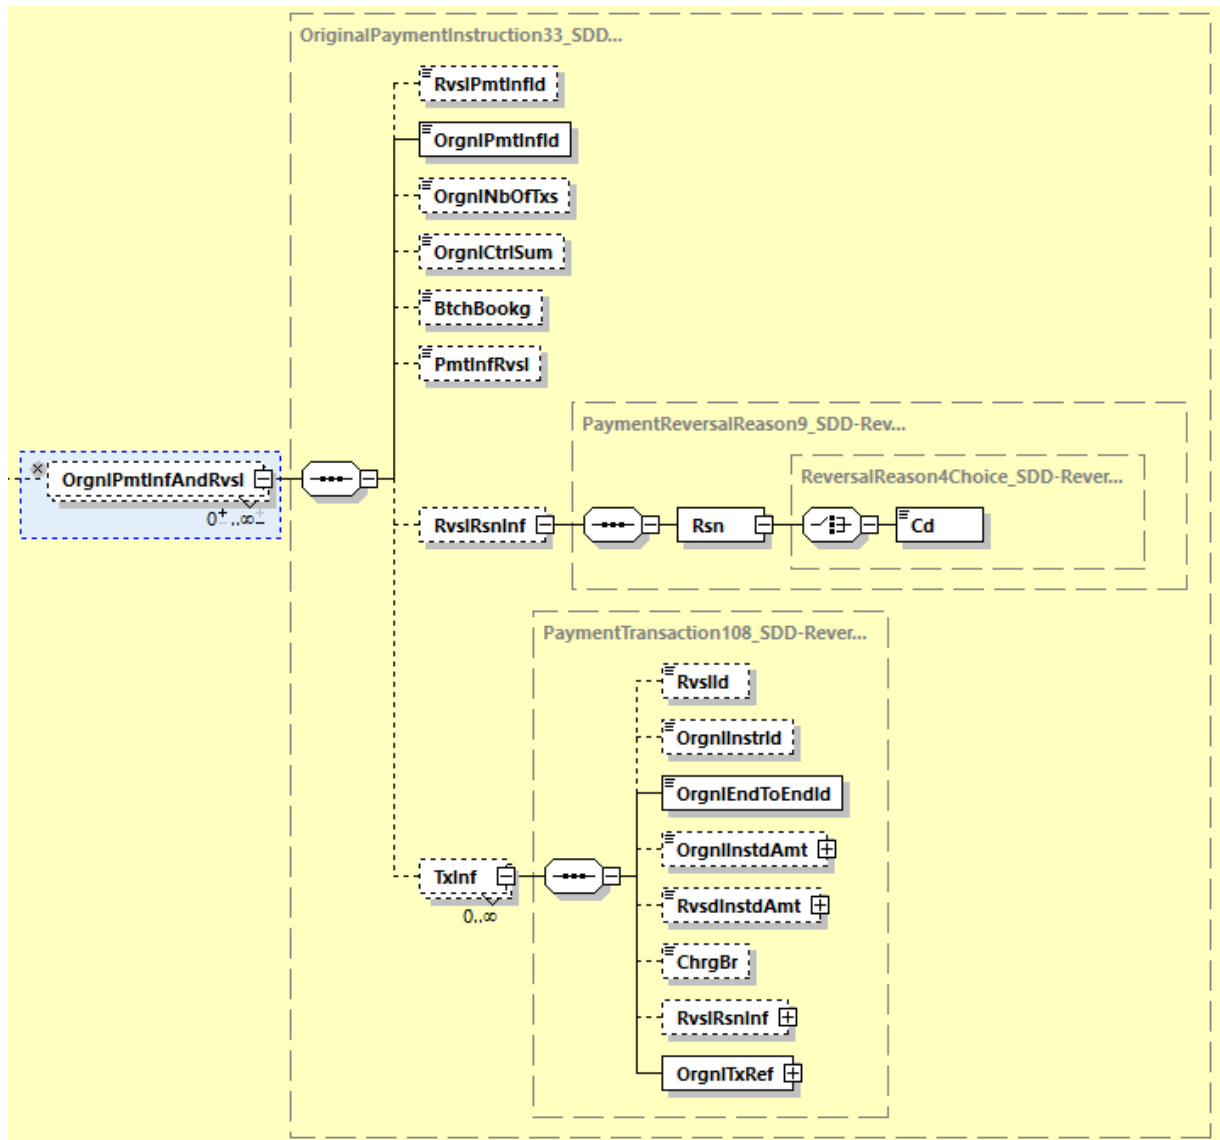 OriginalPaymentInstruction33_SDD...
RvslPmtInfId
OrgnlPmtInfId
OrgnlNbOfTxs
OrgnlCtrlSum
BtchBookg
PmtInfRvsl
PaymentReversalReason9_SDD-Rev...
ReversalReason4Choice_SDD-Rever...
OrgnlPmtInfAndRvsl
0..∞
RvslRsnInf
Rsn
Cd
PaymentTransaction108_SDD-Rever...
RvslId
OrgnlInstrId
OrgnlEndToEndId
OrgnlInstdAmt
TxInf
0..∞
RvsdInstdAmt
ChrgBr
RvslRsnInf
OrgnlTxRef